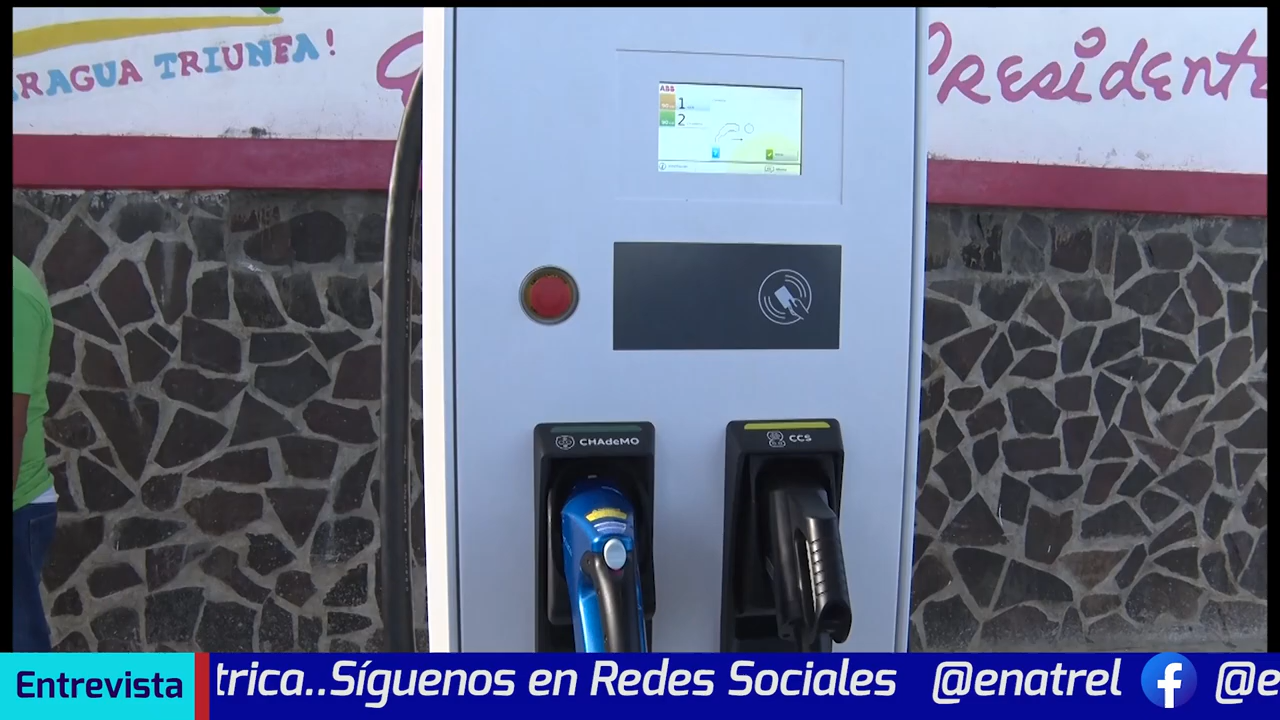 ARAGUA TRIUNFA!
Presidente
ABB
1
2
CHAdeMO
CCS
Entrevista
trica..Síguenos en Redes Sociales @enatrel @e